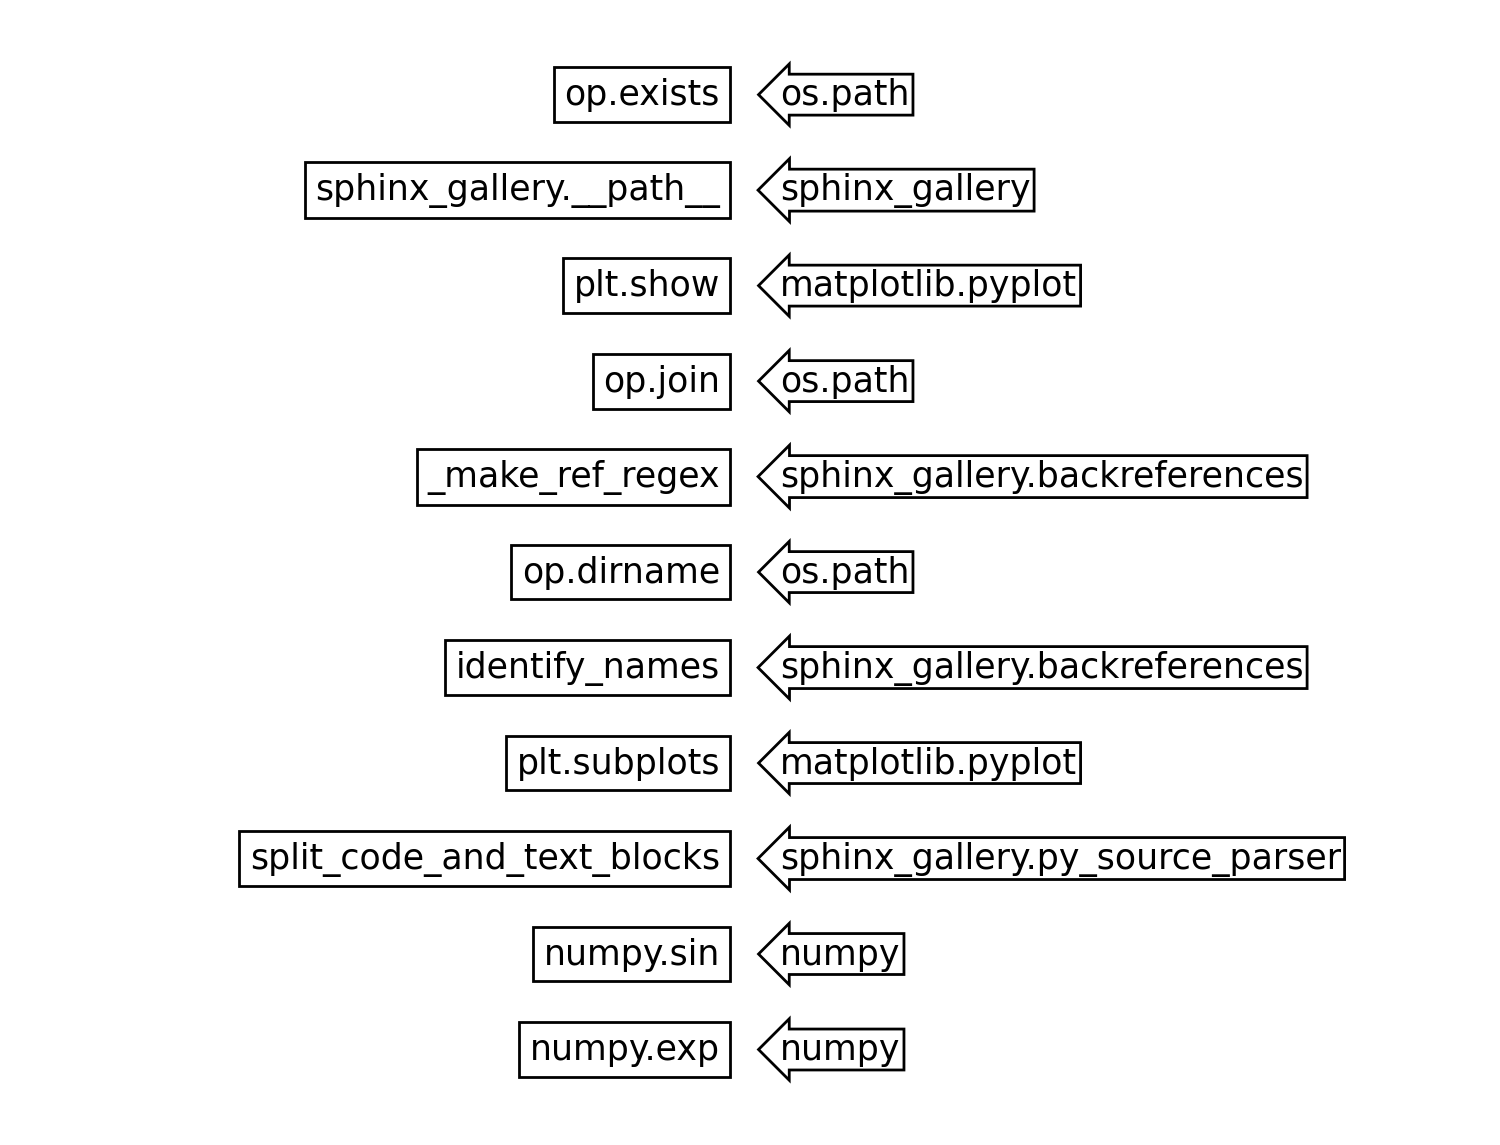 op.exists os.path
sphinx_gallery.__path__ sphinx_gallery
plt.show matplotlib.pyplot
op.join os.path
_make_ref_regex sphinx_gallery.backreferences
op.dirname os.path
identify_names sphinx_gallery.backreferences
plt.subplots matplotlib.pyplot
split_code_and_text_blocks sphinx_gallery.py_source_parser
numpy.sin numpy
numpy.exp numpy